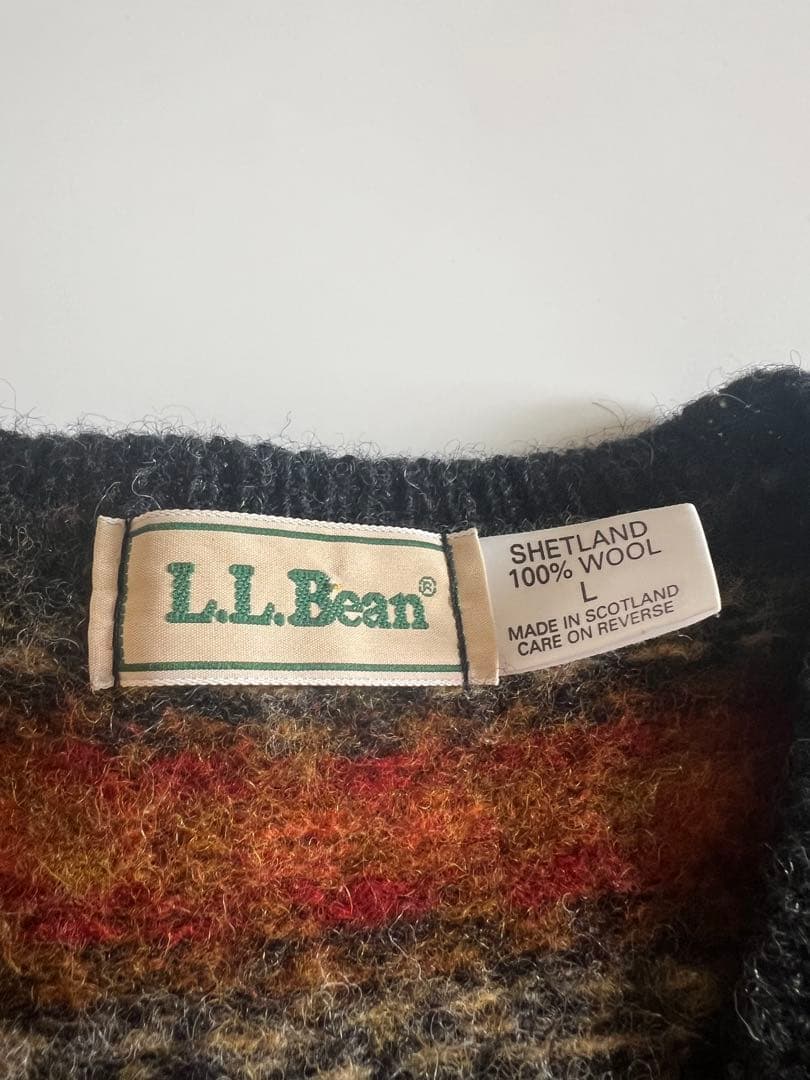 L.L.Bean®
SHETLAND
100% WOOL
L
MADE IN SCOTLAND
CARE ON REVERSE